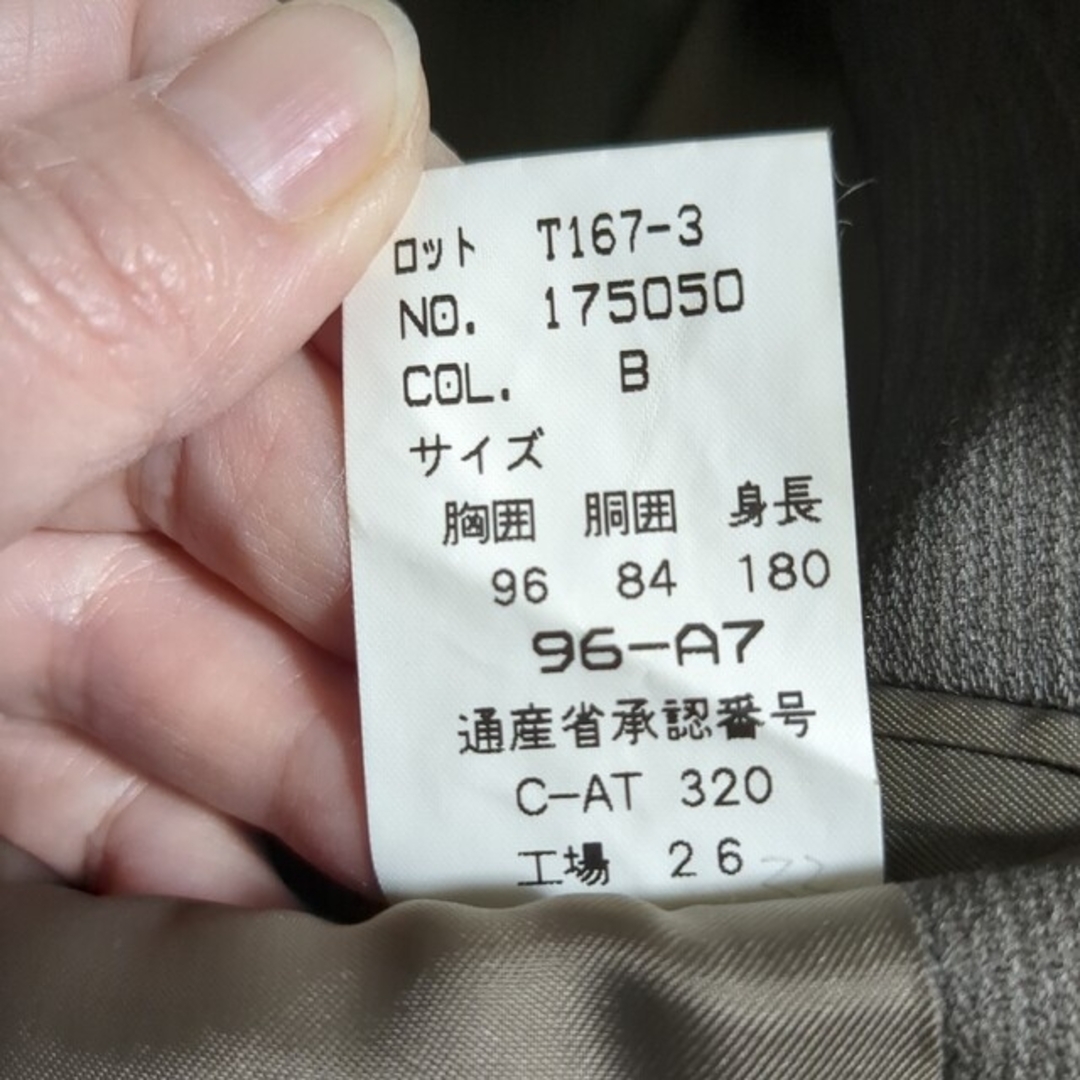 ロット T167-3
NO. 175050
COL. B
サイズ
胸囲 胴囲 身長
96 84 180
96-A7
通産省承認番号
C-AT 320
工場 26